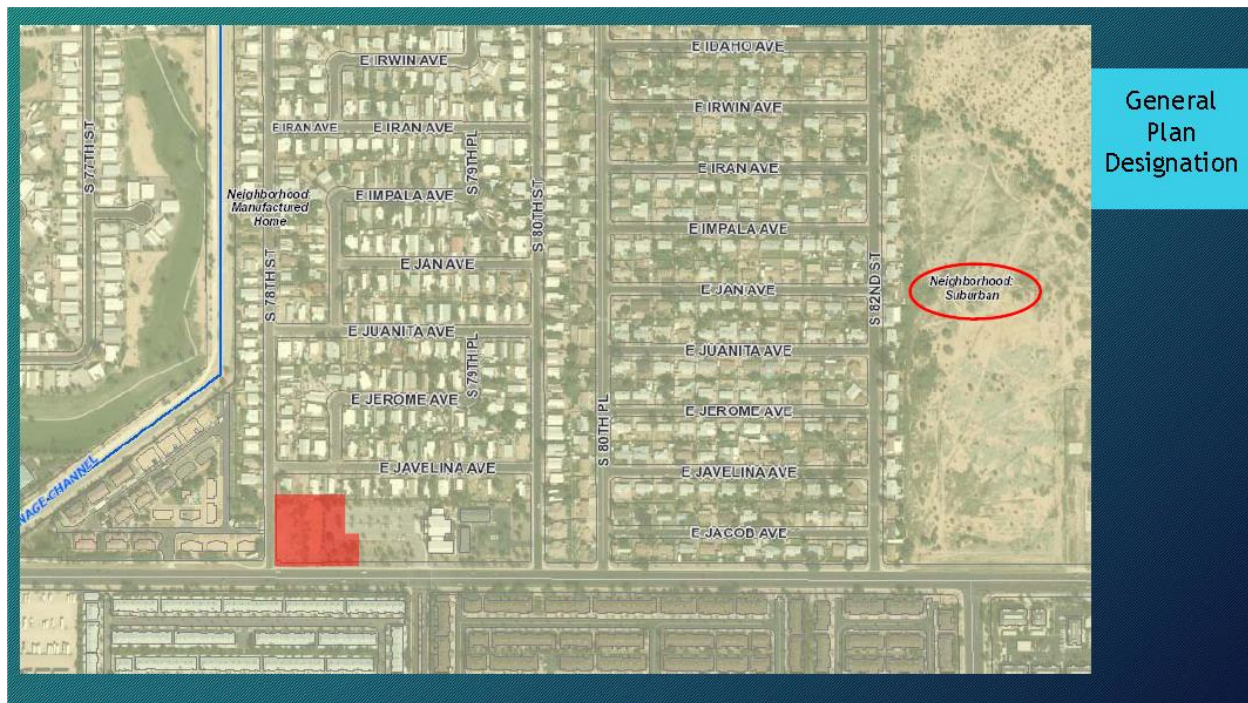 General
Plan
Designation
E IDAHO AVE
E IRWIN AVE
E IRWIN AVE
E IRAN AVE
E IRAN AVE
S 77TH ST
S 79TH PL
E IRAN AVE
Neighborhood:
Manufactured
Home
E IMPALA AVE
S 80TH ST
E IMPALA AVE
E JAN AVE
S 78TH ST
S 82ND ST
E JAN AVE
Neighborhood:
Suburban
E JUANITA AVE
E JUANITA AVE
S 79TH PL
E JEROME AVE
E JEROME AVE
S 80TH PL
E JAVELINA AVE
E JAVELINA AVE
NAGE CHANNEL
E JACOB AVE